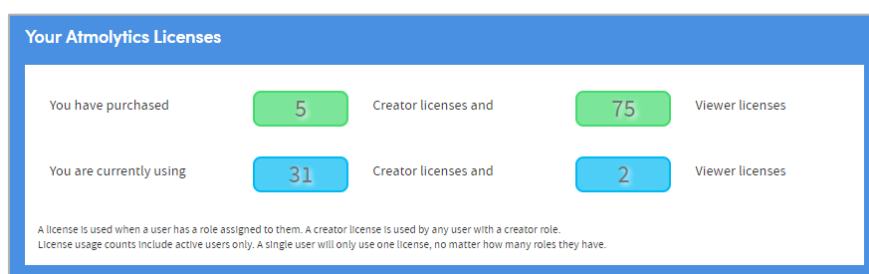 Your Atmolytics Licenses
You have purchased 5 Creator licenses and 75 Viewer licenses
You are currently using 31 Creator licenses and 2 Viewer licenses
A license is used when a user has a role assigned to them. A creator license is used by any user with a creator role.
License usage counts include active users only. A single user will only use one license, no matter how many roles they have.